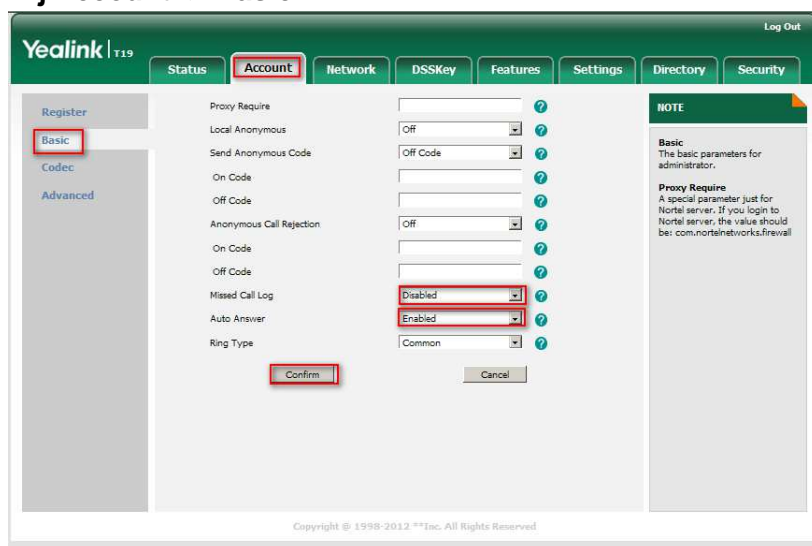 Log Out
Yealink | T19
Status Account Network DSSKey Features Settings Directory Security
Register
Basic
Codec
Advanced
Proxy Require
Local Anonymous Off
Send Anonymous Code Off Code
On Code
Off Code
Anonymous Call Rejection Off
On Code
Off Code
Missed Call Log Disabled
Auto Answer Enabled
Ring Type Common
Confirm Cancel
NOTE
Basic
The basic parameters for
administrator.
Proxy Require
A special parameter just for
Nortel server. If you login to
Nortel server, the value should
be: com.nortelnetworks.firewall
Copyright © 1998-2012 **Inc. All Rights Reserved